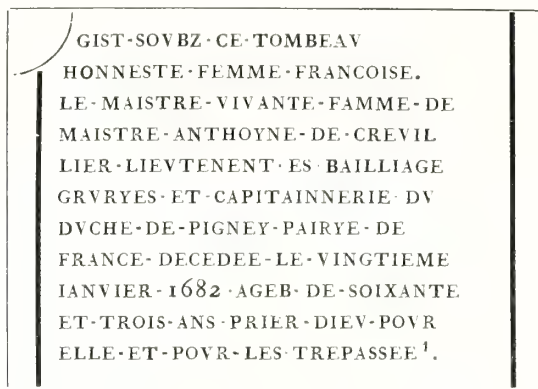 GIST-SOVBZ·CE·TOMBEAV
HONNESTE·FEMME·FRANCOISE.
LE-MAISTRE-VIVANTE-FAMME-DE
MAISTRE-ANTHOYNE-DE-CREVIL
LIER·LIEVTENENT·ES·BAILLIAGE
GRVRYES-ET-CAPITAINNERIE·DV
DVCHE-DE-PIGNEY-PAIRYE-DE
FRANCE-DECEDEE-LE-VINGTIEME
IANVIER-1682·AGEB-DE-SOIXANTE
ET-TROIS-ANS·PRIER-DIEV-POVR
ELLE-ET-POVR-LES·TREPASSEE¹.